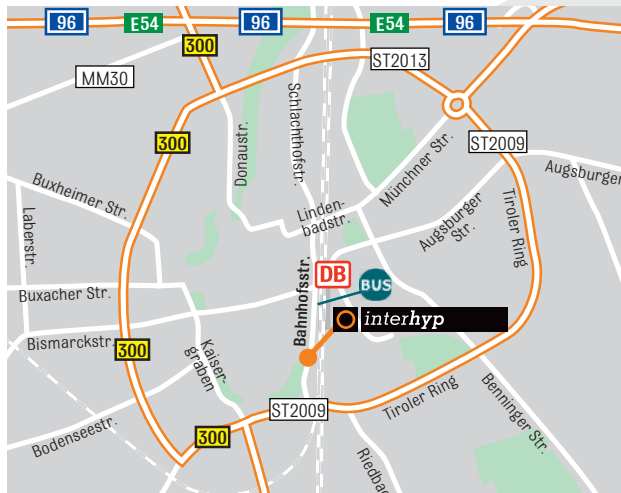 96
E54
E54
96
96
300
ST2013
MM30
Schlachthofstr.
300
Donaustr.
Münchner Str.
ST2009
Augsburger
Buxheimer Str.
Linden-
badstr.
Augsburger
Str.
Tiroler Ring
Laberstr.
DB
BUS
Buxacher Str.
Bahnhofsstr.
interhyp
Bismarckstr.
300
Kaiser-
graben
Tiroler Ring
Benninger Str.
ST2009
300
Bodenseestr.
Riedbac